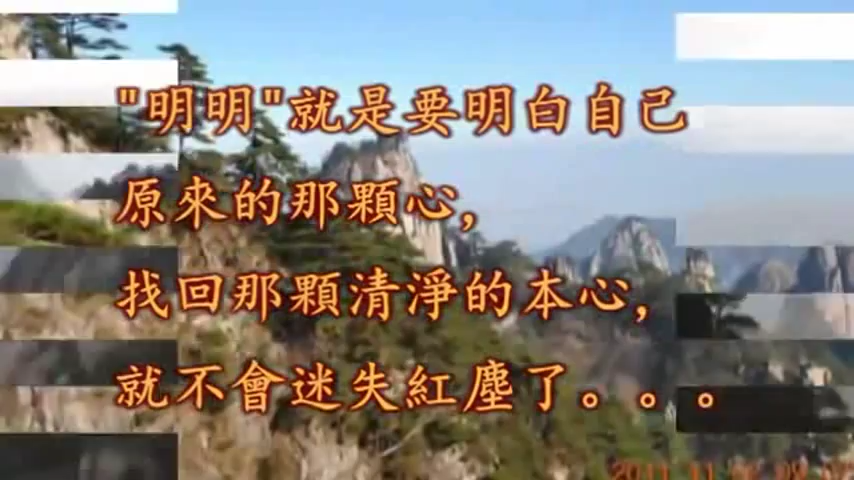 "明明"就是要明白自己
原來的那顆心,
找回那顆清淨的本心,
就不會迷失紅塵了。。。